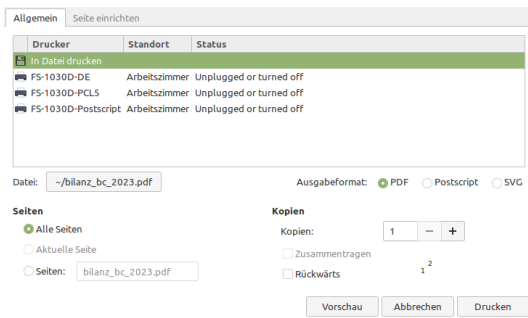 Allgemein Seite einrichten
Drucker Standort Status
In Datei drucken
FS-1030D-DE Arbeitszimmer Unplugged or turned off
FS-1030D-PCL5 Arbeitszimmer Unplugged or turned off
FS-1030D-Postscript Arbeitszimmer Unplugged or turned off
Datei: ~/bilanz_bc_2023.pdf Ausgabeformat: PDF Postscript SVG
Seiten Kopien
Alle Seiten Kopien: 1 − +
Aktuelle Seite Zusammentragen
Seiten: bilanz_bc_2023.pdf Rückwärts 1 2
Vorschau Abbrechen Drucken